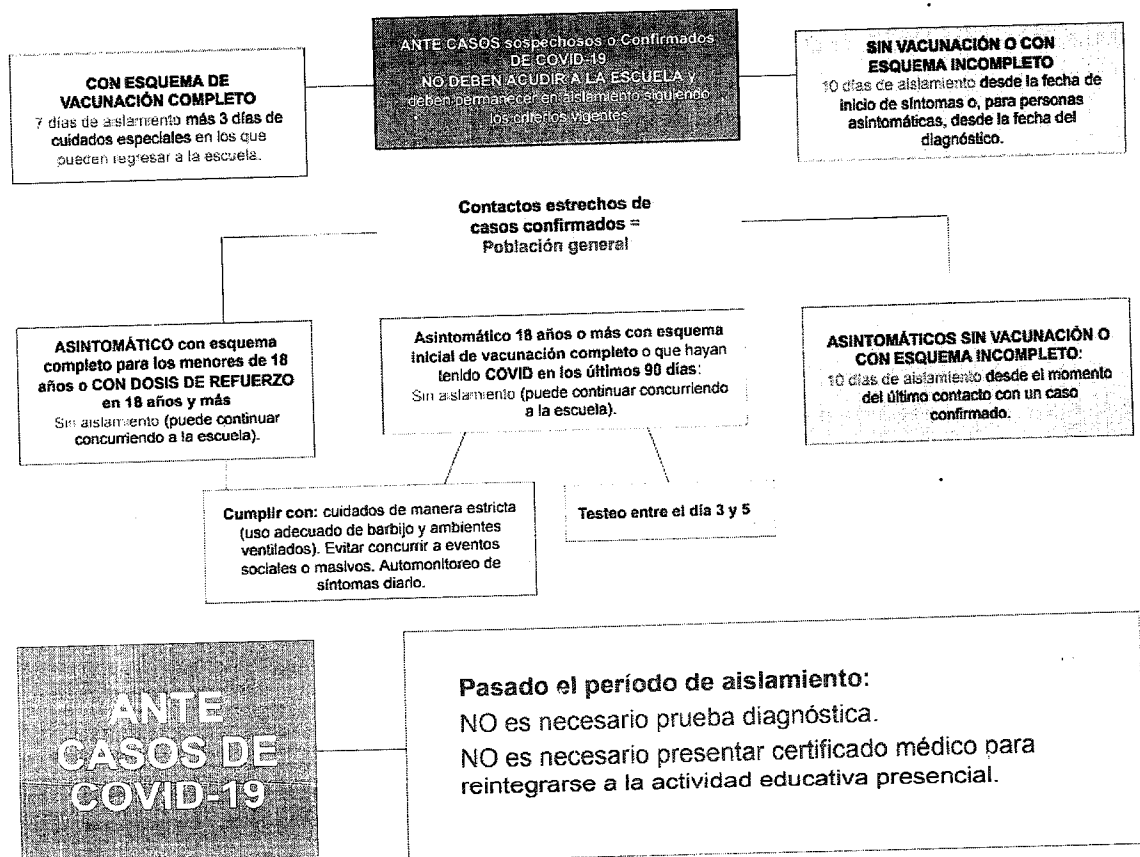 CON ESQUEMA DE
VACUNACIÓN COMPLETO
7 días de aislamiento más 3 días de
cuidados especiales en los que
pueden regresar a la escuela.
ANTE CASOS sospechosos o Confirmados
DE COVID-19
NO DEBEN ACUDIR A LA ESCUELA y
deben permanecer en aislamiento siguiendo
los criterios vigentes
SIN VACUNACIÓN O CON
ESQUEMA INCOMPLETO
10 días de aislamiento desde la fecha de
inicio de síntomas o, para personas
asintomáticas, desde la fecha del
diagnóstico.
Contactos estrechos de
casos confirmados =
Población general
ASINTOMÁTICO con esquema
completo para los menores de 18
años o CON DOSIS DE REFUERZO
en 18 años y más
Sin aislamiento (puede continuar
concurriendo a la escuela).
Asintomático 18 años o más con esquema
inicial de vacunación completo o que hayan
tenido COVID en los últimos 90 días:
Sin aislamiento (puede continuar concurriendo
a la escuela).
ASINTOMÁTICOS SIN VACUNACIÓN O
CON ESQUEMA INCOMPLETO:
10 días de aislamiento desde el momento
del último contacto con un caso
confirmado.
Cumplir con: cuidados de manera estricta
(uso adecuado de barbijo y ambientes
ventilados). Evitar concurrir a eventos
sociales o masivos. Automonitoreo de
síntomas diario.
Testeo entre el día 3 y 5
ANTE
CASOS DE
COVID-19
Pasado el período de aislamiento:
NO es necesario prueba diagnóstica.
NO es necesario presentar certificado médico para
reintegrarse a la actividad educativa presencial.